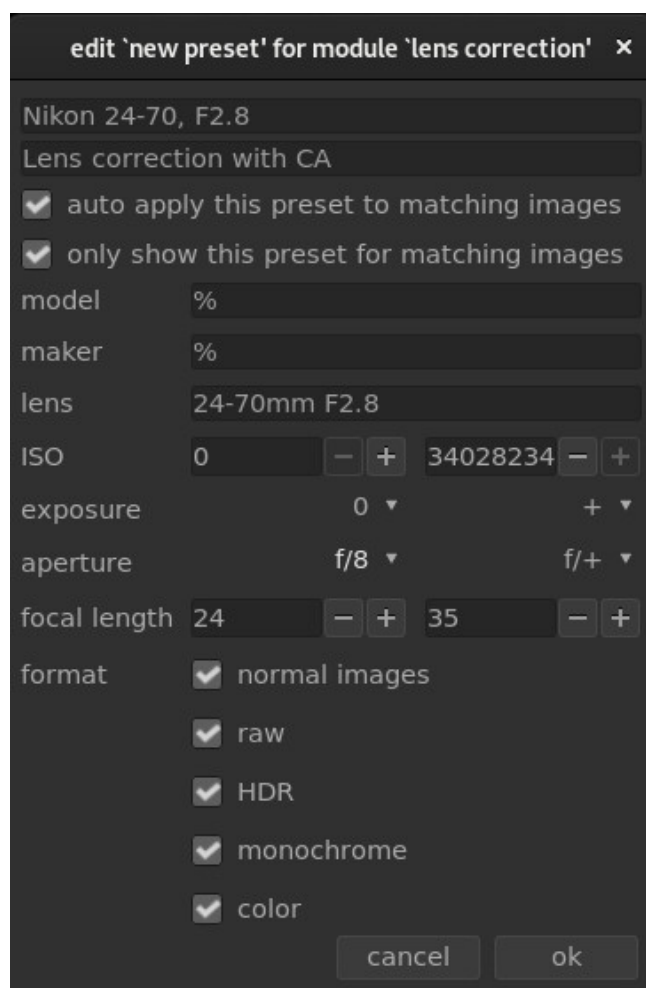 edit `new preset' for module `lens correction' ×
Nikon 24-70, F2.8
Lens correction with CA
auto apply this preset to matching images
only show this preset for matching images
model %
maker %
lens 24-70mm F2.8
ISO 0 − + 34028234 − +
exposure 0 ▼ + ▼
aperture f/8 ▼ f/+ ▼
focal length 24 − + 35 − +
format normal images
raw
HDR
monochrome
color
cancel ok